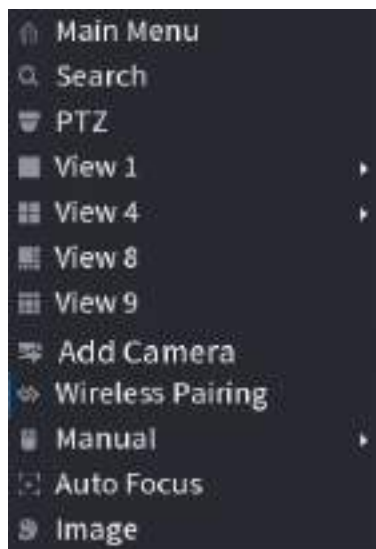 Main Menu
Search
PTZ
View 1
View 4
View 8
View 9
Add Camera
Wireless Pairing
Manual
Auto Focus
Image